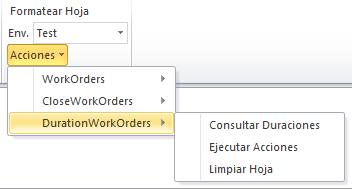 Formatear Hoja
Env. Test
Acciones
WorkOrders
CloseWorkOrders
DurationWorkOrders
Consultar Duraciones
Ejecutar Acciones
Limpiar Hoja